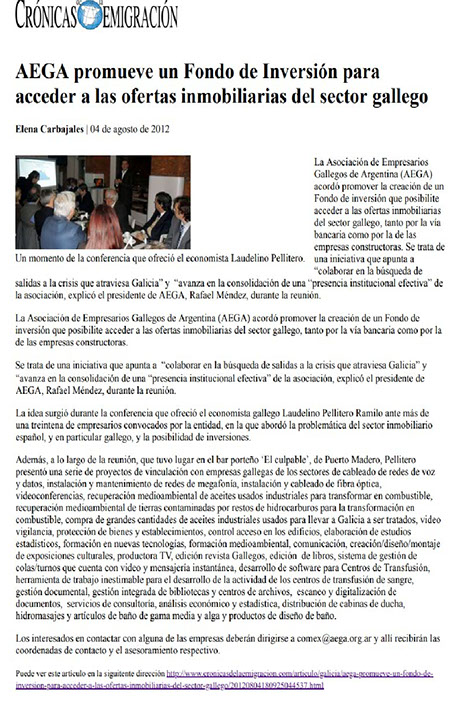 CRÓNICAS DE LA EMIGRACIÓN
AEGA promueve un Fondo de Inversión para
acceder a las ofertas inmobiliarias del sector gallego
Elena Carbajales | 04 de agosto de 2012
Un momento de la conferencia que ofreció el economista Laudelino Pellitero.
La Asociación de Empresarios
Gallegos de Argentina (AEGA)
acordó promover la creación de un
Fondo de inversión que posibilite
acceder a las ofertas inmobiliarias
del sector gallego, tanto por la vía
bancaria como por la de las
empresas constructoras. Se trata de
una iniciativa que apunta a
“colaborar en la búsqueda de
salidas a la crisis que atraviesa Galicia” y “avanza en la consolidación de una “presencia institucional efectiva” de
la asociación, explicó el presidente de AEGA, Rafael Méndez, durante la reunión.
La Asociación de Empresarios Gallegos de Argentina (AEGA) acordó promover la creación de un Fondo de
inversión que posibilite acceder a las ofertas inmobiliarias del sector gallego, tanto por la vía bancaria como por la
de las empresas constructoras.
Se trata de una iniciativa que apunta a “colaborar en la búsqueda de salidas a la crisis que atraviesa Galicia” y
“avanza en la consolidación de una “presencia institucional efectiva” de la asociación, explicó el presidente de
AEGA, Rafael Méndez, durante la reunión.
La idea surgió durante la conferencia que ofreció el economista gallego Laudelino Pellitero Ramilo ante más de
una treintena de empresarios convocados por la entidad, en la que abordó la problemática del sector inmobiliario
español, y en particular gallego, y la posibilidad de inversiones.
Además, a lo largo de la reunión, que tuvo lugar en el bar porteño ‘El culpable’, de Puerto Madero, Pellitero
presentó una serie de proyectos de vinculación con empresas gallegas de los sectores de cableado de redes de voz
y datos, instalación y mantenimiento de redes de megafonía, instalación y cableado de fibra óptica,
videoconferencias, recuperación medioambiental de aceites usados industriales para transformar en combustible,
recuperación medioambiental de tierras contaminadas por restos de hidrocarburos para la transformación en
combustible, compra de grandes cantidades de aceites industriales usados para llevar a Galicia a ser tratados, video
vigilancia, protección de bienes y establecimientos, control acceso en los edificios, elaboración de estudios
estadísticos, formación en nuevas tecnologías, formación medioambiental, comunicación, creación/diseño/montaje
de exposiciones culturales, productora TV, edición revista Gallegos, edición de libros, sistema de gestión de
colas/turnos que cuenta con video y mensajería instantánea, desarrollo de software para Centros de Transfusión,
herramienta de trabajo inestimable para el desarrollo de la actividad de los centros de transfusión de sangre,
gestión documental, gestión integrada de bibliotecas y centros de archivos, escaneo y digitalización de
documentos, servicios de consultoría, análisis económico y estadística, distribución de cabinas de ducha,
hidromasajes y artículos de baño de gama media y alga y productos de diseño de baño.
Los interesados en contactar con alguna de las empresas deberán dirigirse a comex@aega.org.ar y allí recibirán las
coordenadas de contacto y el asesoramiento respectivo.
Puede ver este artículo en la siguiente dirección http://www.cronicasdelaemigracion.com/articulo/galicia/aega-promueve-un-fondo-de-
inversion-para-acceder-a-las-ofertas-inmobiliarias-del-sector-gallego/20120804180925044537.html